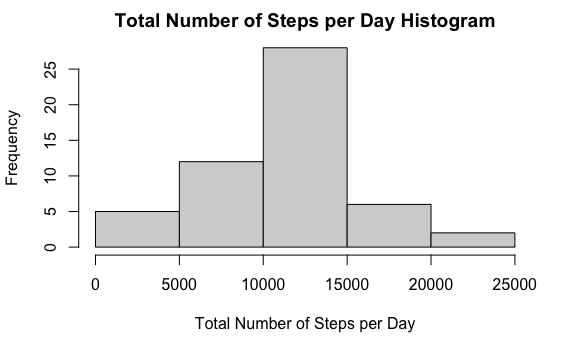 Total Number of Steps per Day Histogram
Frequency
25
20
15
10
5
0
0 5000 10000 15000 20000 25000
Total Number of Steps per Day